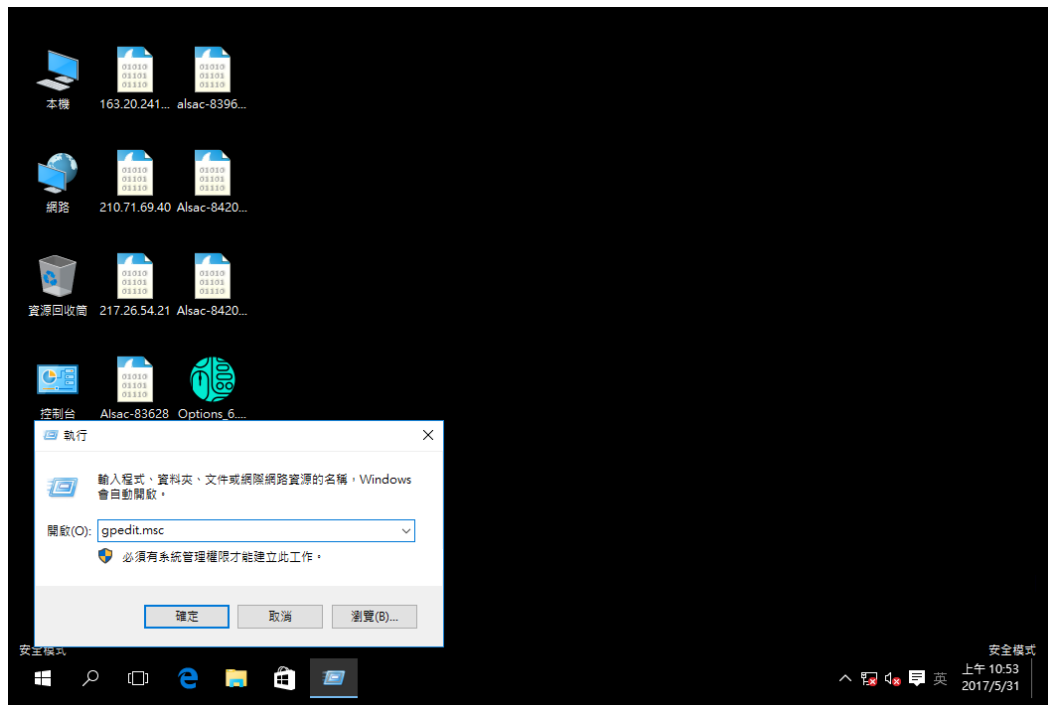 本機
163.20.241...
alsac-8396...
網路
210.71.69.40
Alsac-8420...
資源回收筒
217.26.54.21
Alsac-8420...
控制台
Alsac-83628
Options_6....
執行
輸入程式、資料夾、文件或網際網路資源的名稱，Windows
會自動開啟。
開啟(O):
gpedit.msc
必須有系統管理權限才能建立此工作。
確定
取消
瀏覽(B)...
安全模式
安全模式
英
上午 10:53
2017/5/31